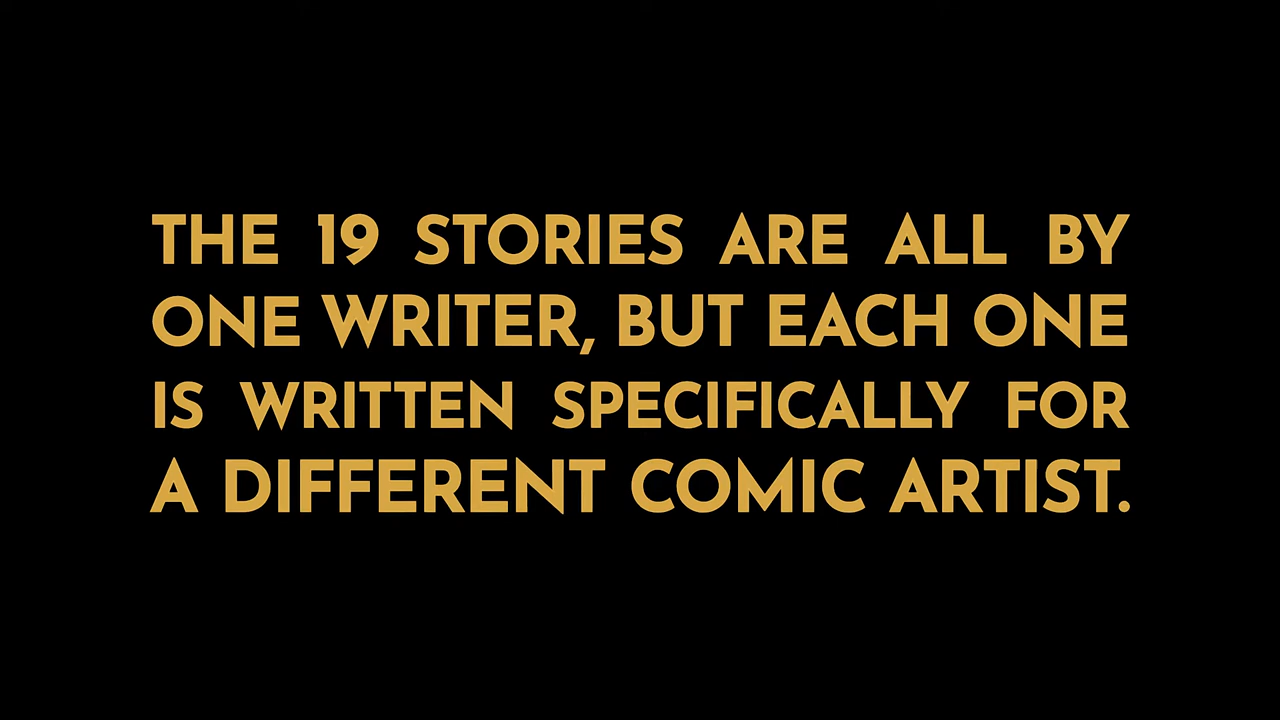 THE 19 STORIES ARE ALL BY
ONE WRITER, BUT EACH ONE
IS WRITTEN SPECIFICALLY FOR
A DIFFERENT COMIC ARTIST.